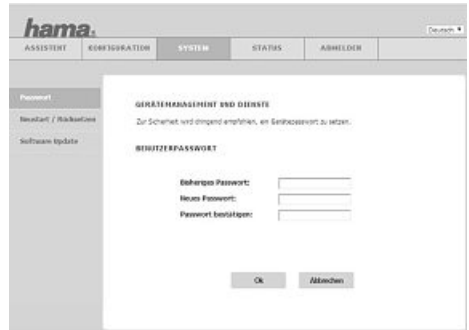 hama.
Deutsch
ASSISTENT KONFIGURATION SYSTEM STATUS ABMELDEN
Passwort
Neustart / Rücksetzen
Software Update
GERÄTEMANAGEMENT UND DIENSTE
Zur Sicherheit wird dringend empfohlen, ein Gerätepasswort zu setzen.
BENUTZERPASSWORT
Bisheriges Passwort:
Neues Passwort:
Passwort bestätigen:
Ok Abbrechen